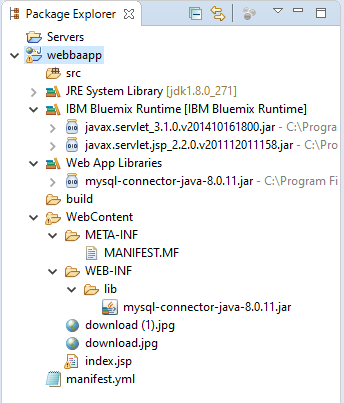 Package Explorer
Servers
webbaapp
src
JRE System Library [jdk1.8.0_271]
IBM Bluemix Runtime [IBM Bluemix Runtime]
javax.servlet_3.1.0.v201410161800.jar - C:\Progra
javax.servlet.jsp_2.2.0.v201112011158.jar - C:\Pro
Web App Libraries
mysql-connector-java-8.0.11.jar - C:\Program Fi
build
WebContent
META-INF
MANIFEST.MF
WEB-INF
lib
mysql-connector-java-8.0.11.jar
download (1).jpg
download.jpg
index.jsp
manifest.yml